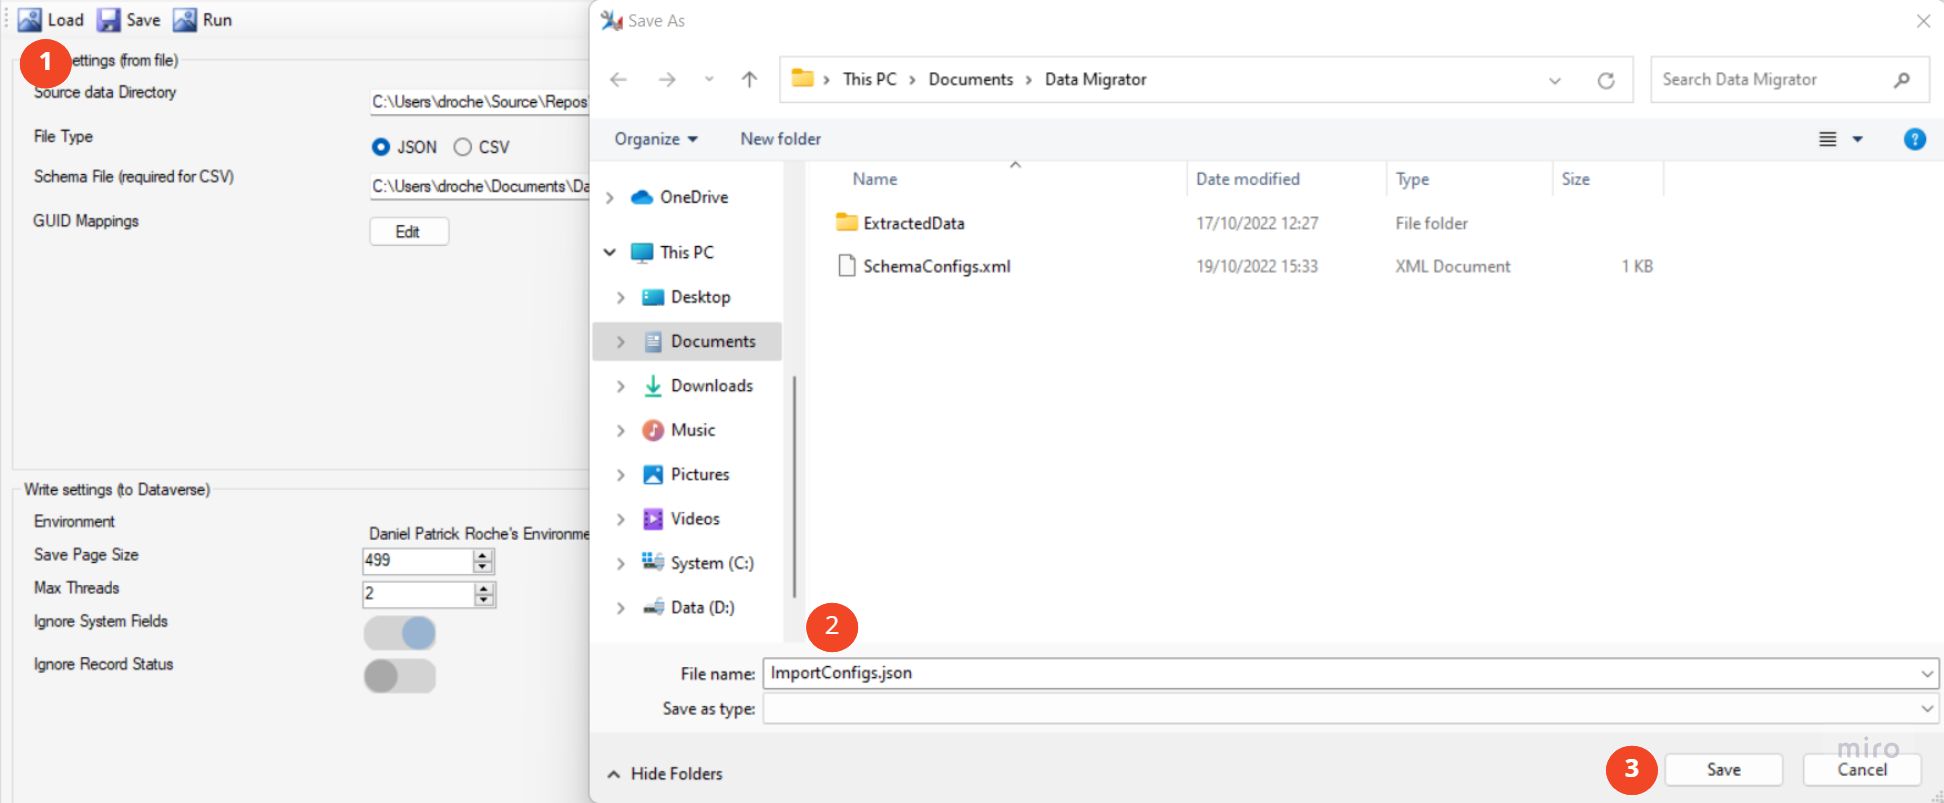 Load Save Run
1
ettings (from file)
Source data Directory
C:\Users\droche\Source\Repos\
File Type
JSON CSV
Schema File (required for CSV)
C:\Users\droche\Documents\Da
GUID Mappings
Edit
Write settings (to Dataverse)
Environment
Daniel Patrick Roche's Environme
Save Page Size
499
Max Threads
2
Ignore System Fields
Ignore Record Status
Save As
This PC > Documents > Data Migrator
Search Data Migrator
Organize New folder
?
OneDrive
This PC
Desktop
Documents
Downloads
Music
Pictures
Videos
System (C:)
Data (D:)
Name Date modified Type Size
ExtractedData 17/10/2022 12:27 File folder
SchemaConfigs.xml 19/10/2022 15:33 XML Document 1 KB
2
File name: ImportConfigs.json
Save as type:
miro
Hide Folders
3
Save Cancel